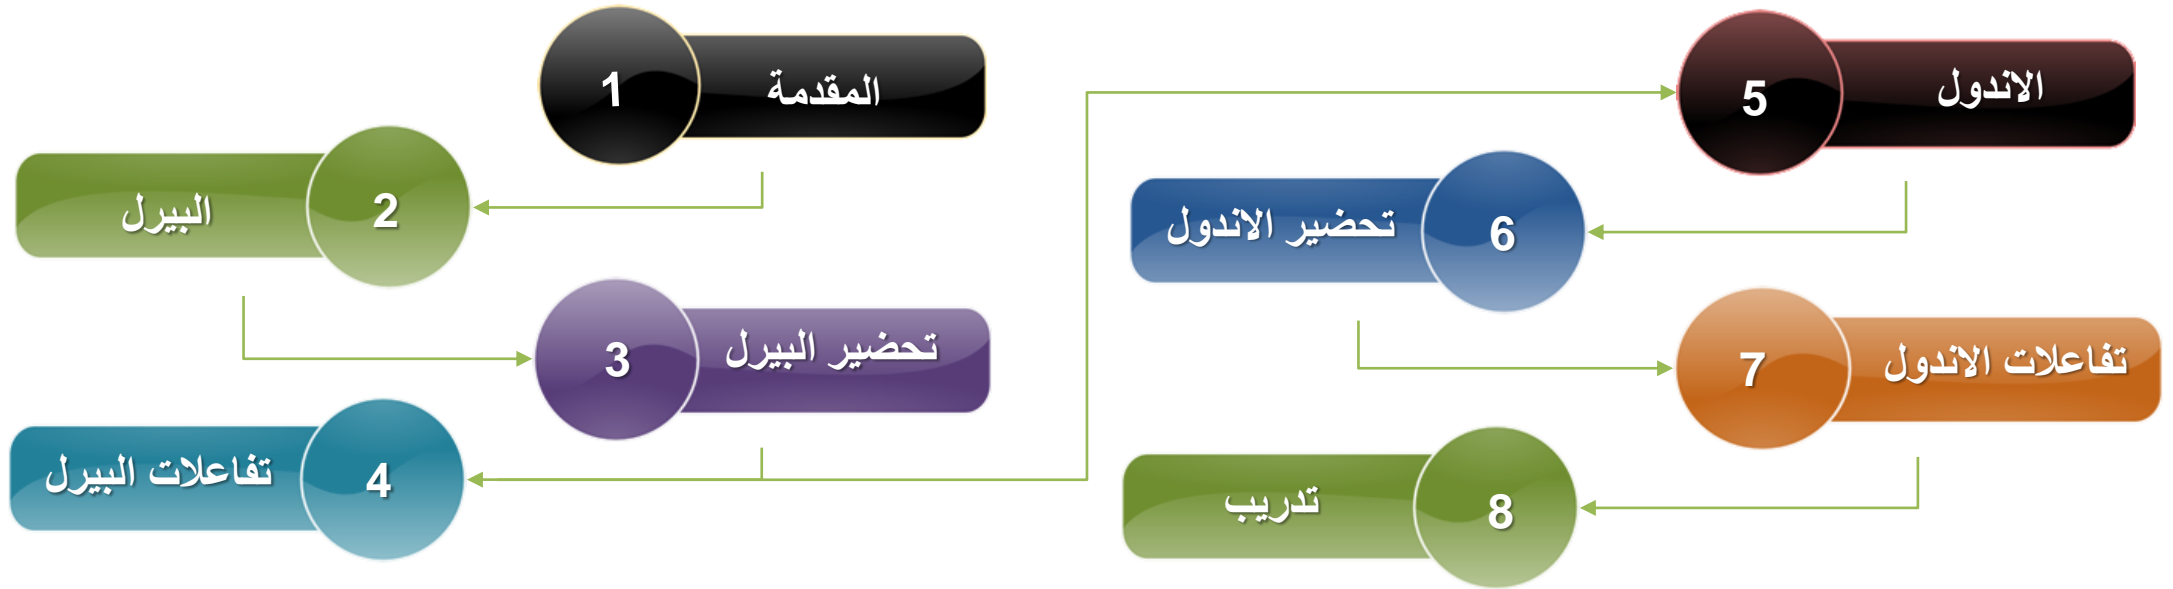 1
المقدمة
2
البيرل
3
تحضير البيرل
4
تفاعلات البيرل
5
الاندول
6
تحضير الاندول
7
تفاعلات الاندول
8
تدريب